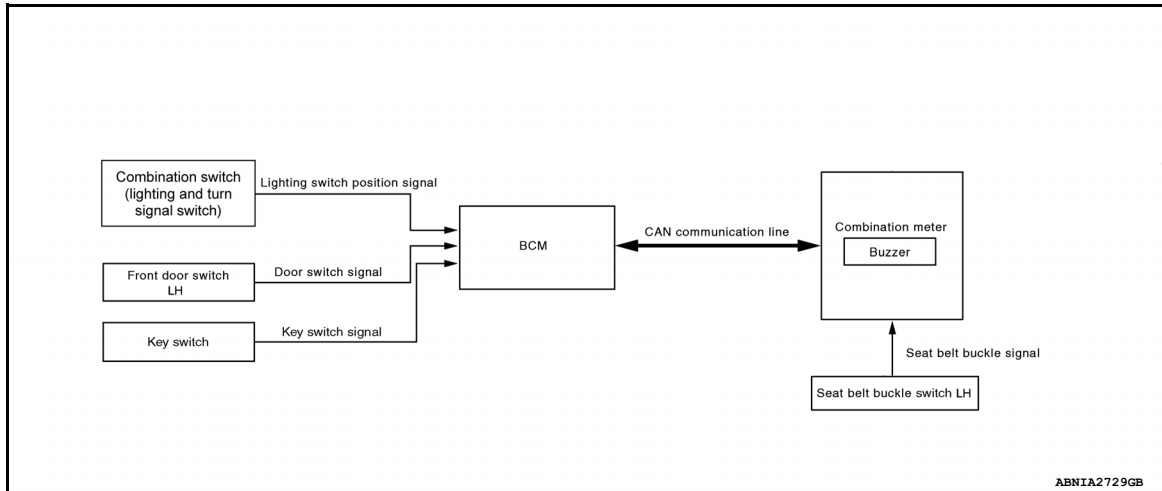 Combination switch
(lighting and turn
signal switch)
Lighting switch position signal
Front door switch
LH
Door switch signal
Key switch
Key switch signal
BCM
CAN communication line
Combination meter
Buzzer
Seat belt buckle signal
Seat belt buckle switch LH
ABNIA2729GB